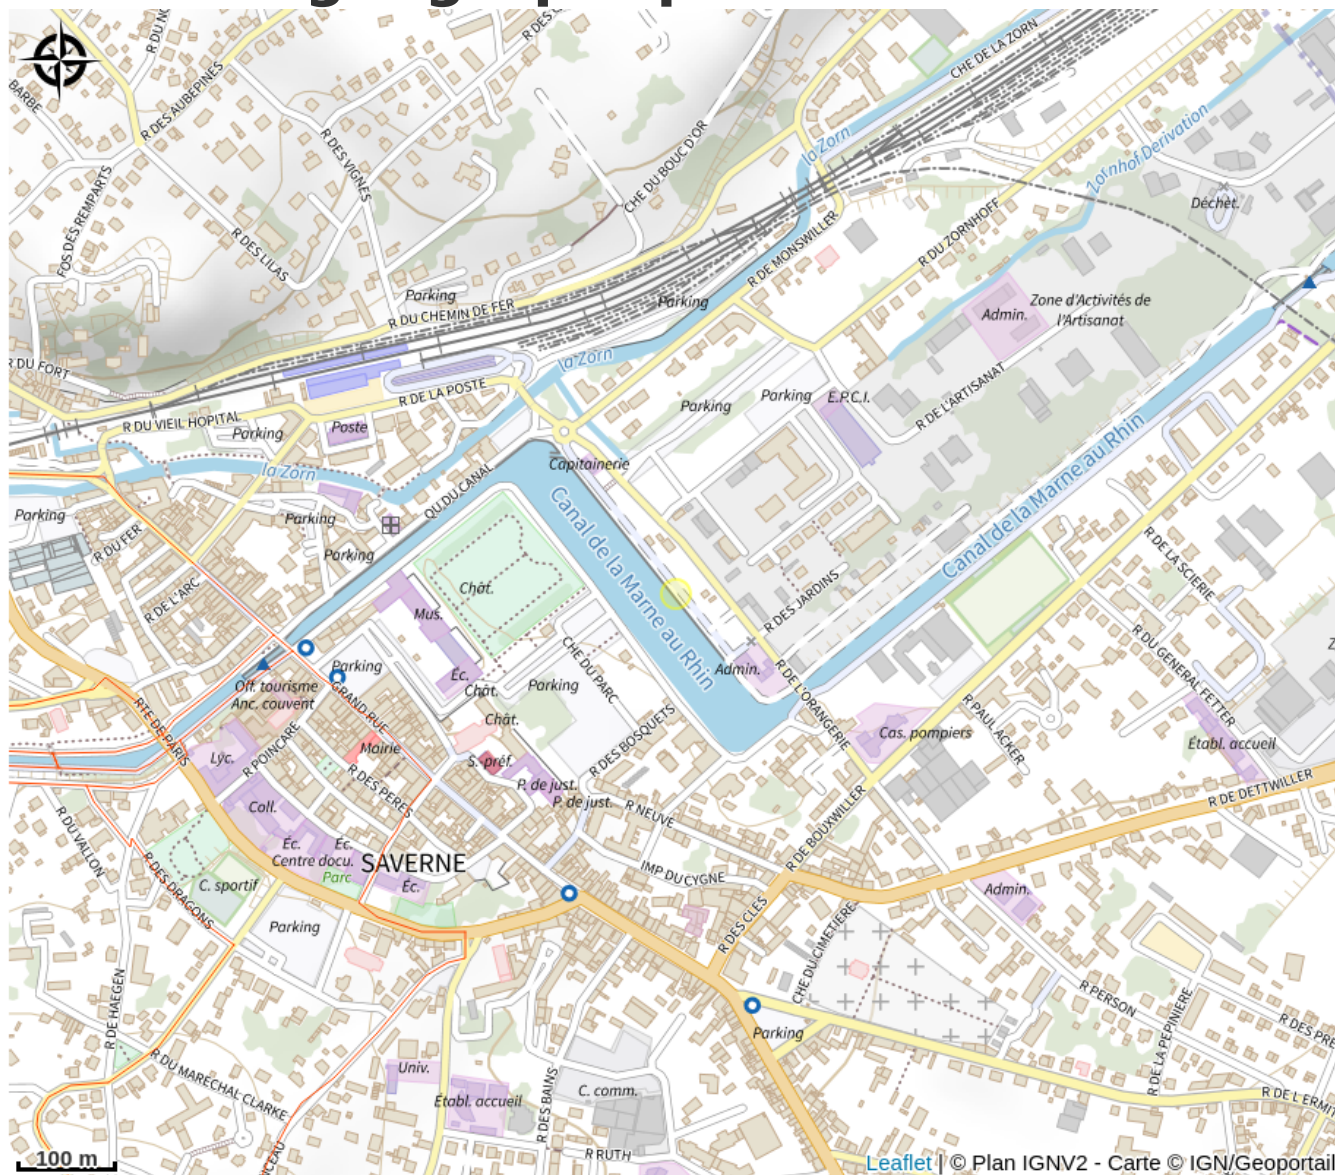 R DES AUBEPINES
BARBE
R DES VIGNES
CHE DE LA ZORN
la Zorn
Zornhof Derivation
CHE DU BOUC D'OR
FOS DES REMPARTS
R DES LILAS
Déchèt.
R DU ZORNHOFF
R DE MONSWILLER
Parking
Parking
R DU CHEMIN DE FER
Admin.
Zone d'Activités de
l'Artisanat
R DU FORT
la Zorn
R DE LA POSTE
Parking
Parking
E.P.C.I.
R DE L'ARTISANAT
R DU VIEIL HOPITAL
Parking
Poste
Capitainerie
la Zorn
QU DU CANAL
Canal de la Marne au Rhin
Canal de la Marne au Rhin
Parking
Parking
R DU FER
Parking
R DE LA SCIERIE
R DE L'ARC
Chât.
Mus.
R DES JARDINS
R DU GENERAL FETTER
CHE DU PARC
Parking
Éc.
Chât.
Parking
Admin.
R DE L'ORANGERIE
Off. tourisme
Anc. couvent
GRAND RUE
RTE DE PARIS
Chât.
R DES BOSQUETS
R PAUL ACKER
Cas. pompiers
Établ. accueil
Lyc.
R POINCARE
Mairie
S.-préf.
R DES PERES
P. de just.
P. de just.
R DE DETTWILLER
Coll.
R NEUVE
R DE BOUXWILLER
R DU VALLON
Éc.
Éc.
Centre docu.
SAVERNE
Parc
Éc.
IMP DU CYGNE
R DES DRAGONS
C. sportif
Admin.
Parking
R DES CLES
CHE DU CIMETIERE
R DE HAEGEN
R PERSON
Parking
R DE LA PEPINIERE
R DES PRE
R DU MARECHAL CLARKE
Univ.
Établ. accueil
R DES BAINS
C. comm.
R DE L'ERMIT
R RUTH
100 m
Leaflet | © Plan IGNV2 - Carte © IGN/Geoportail